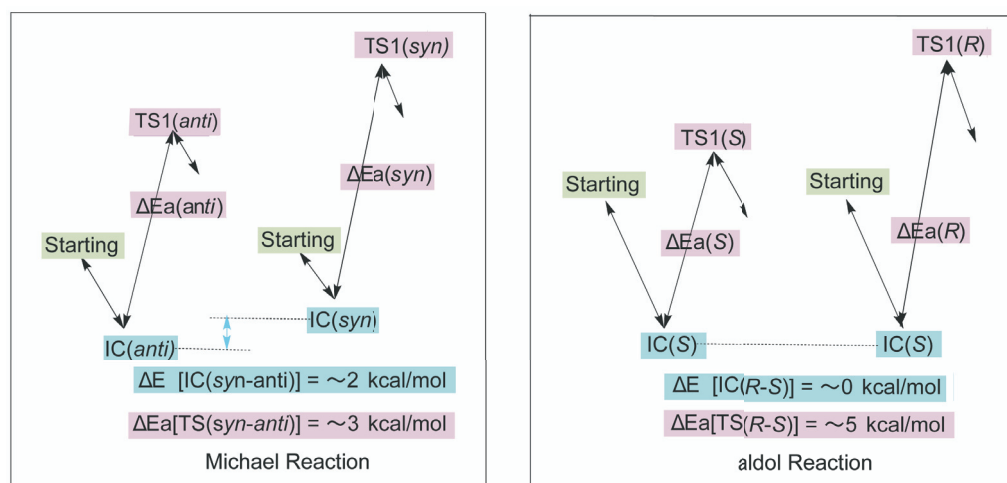 TS1(syn)
TS1(anti)
ΔEa(syn)
ΔEa(anti)
Starting
Starting
IC(syn)
IC(anti)
ΔE [IC(syn-anti)] = ～2 kcal/mol
ΔEa[TS(syn-anti)] = ～3 kcal/mol
Michael Reaction
TS1(R)
TS1(S)
Starting
Starting
ΔEa(R)
ΔEa(S)
IC(S)
IC(S)
ΔE [IC(R-S)] = ～0 kcal/mol
ΔEa[TS(R-S)] = ～5 kcal/mol
aldol Reaction